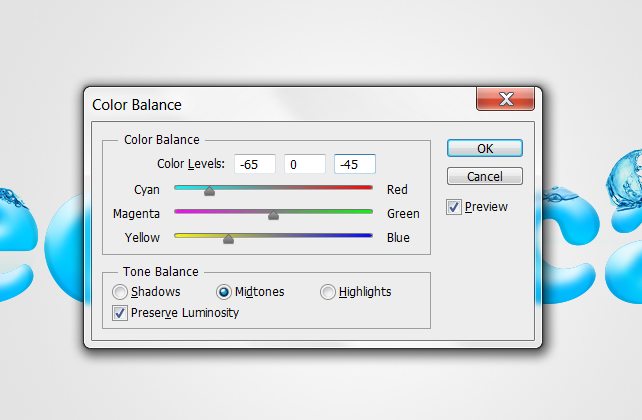 Color Balance
Color Balance
Color Levels: -65 0 -45
Cyan Red
Magenta Green
Yellow Blue
Tone Balance
Shadows Midtones Highlights
Preserve Luminosity
OK
Cancel
Preview